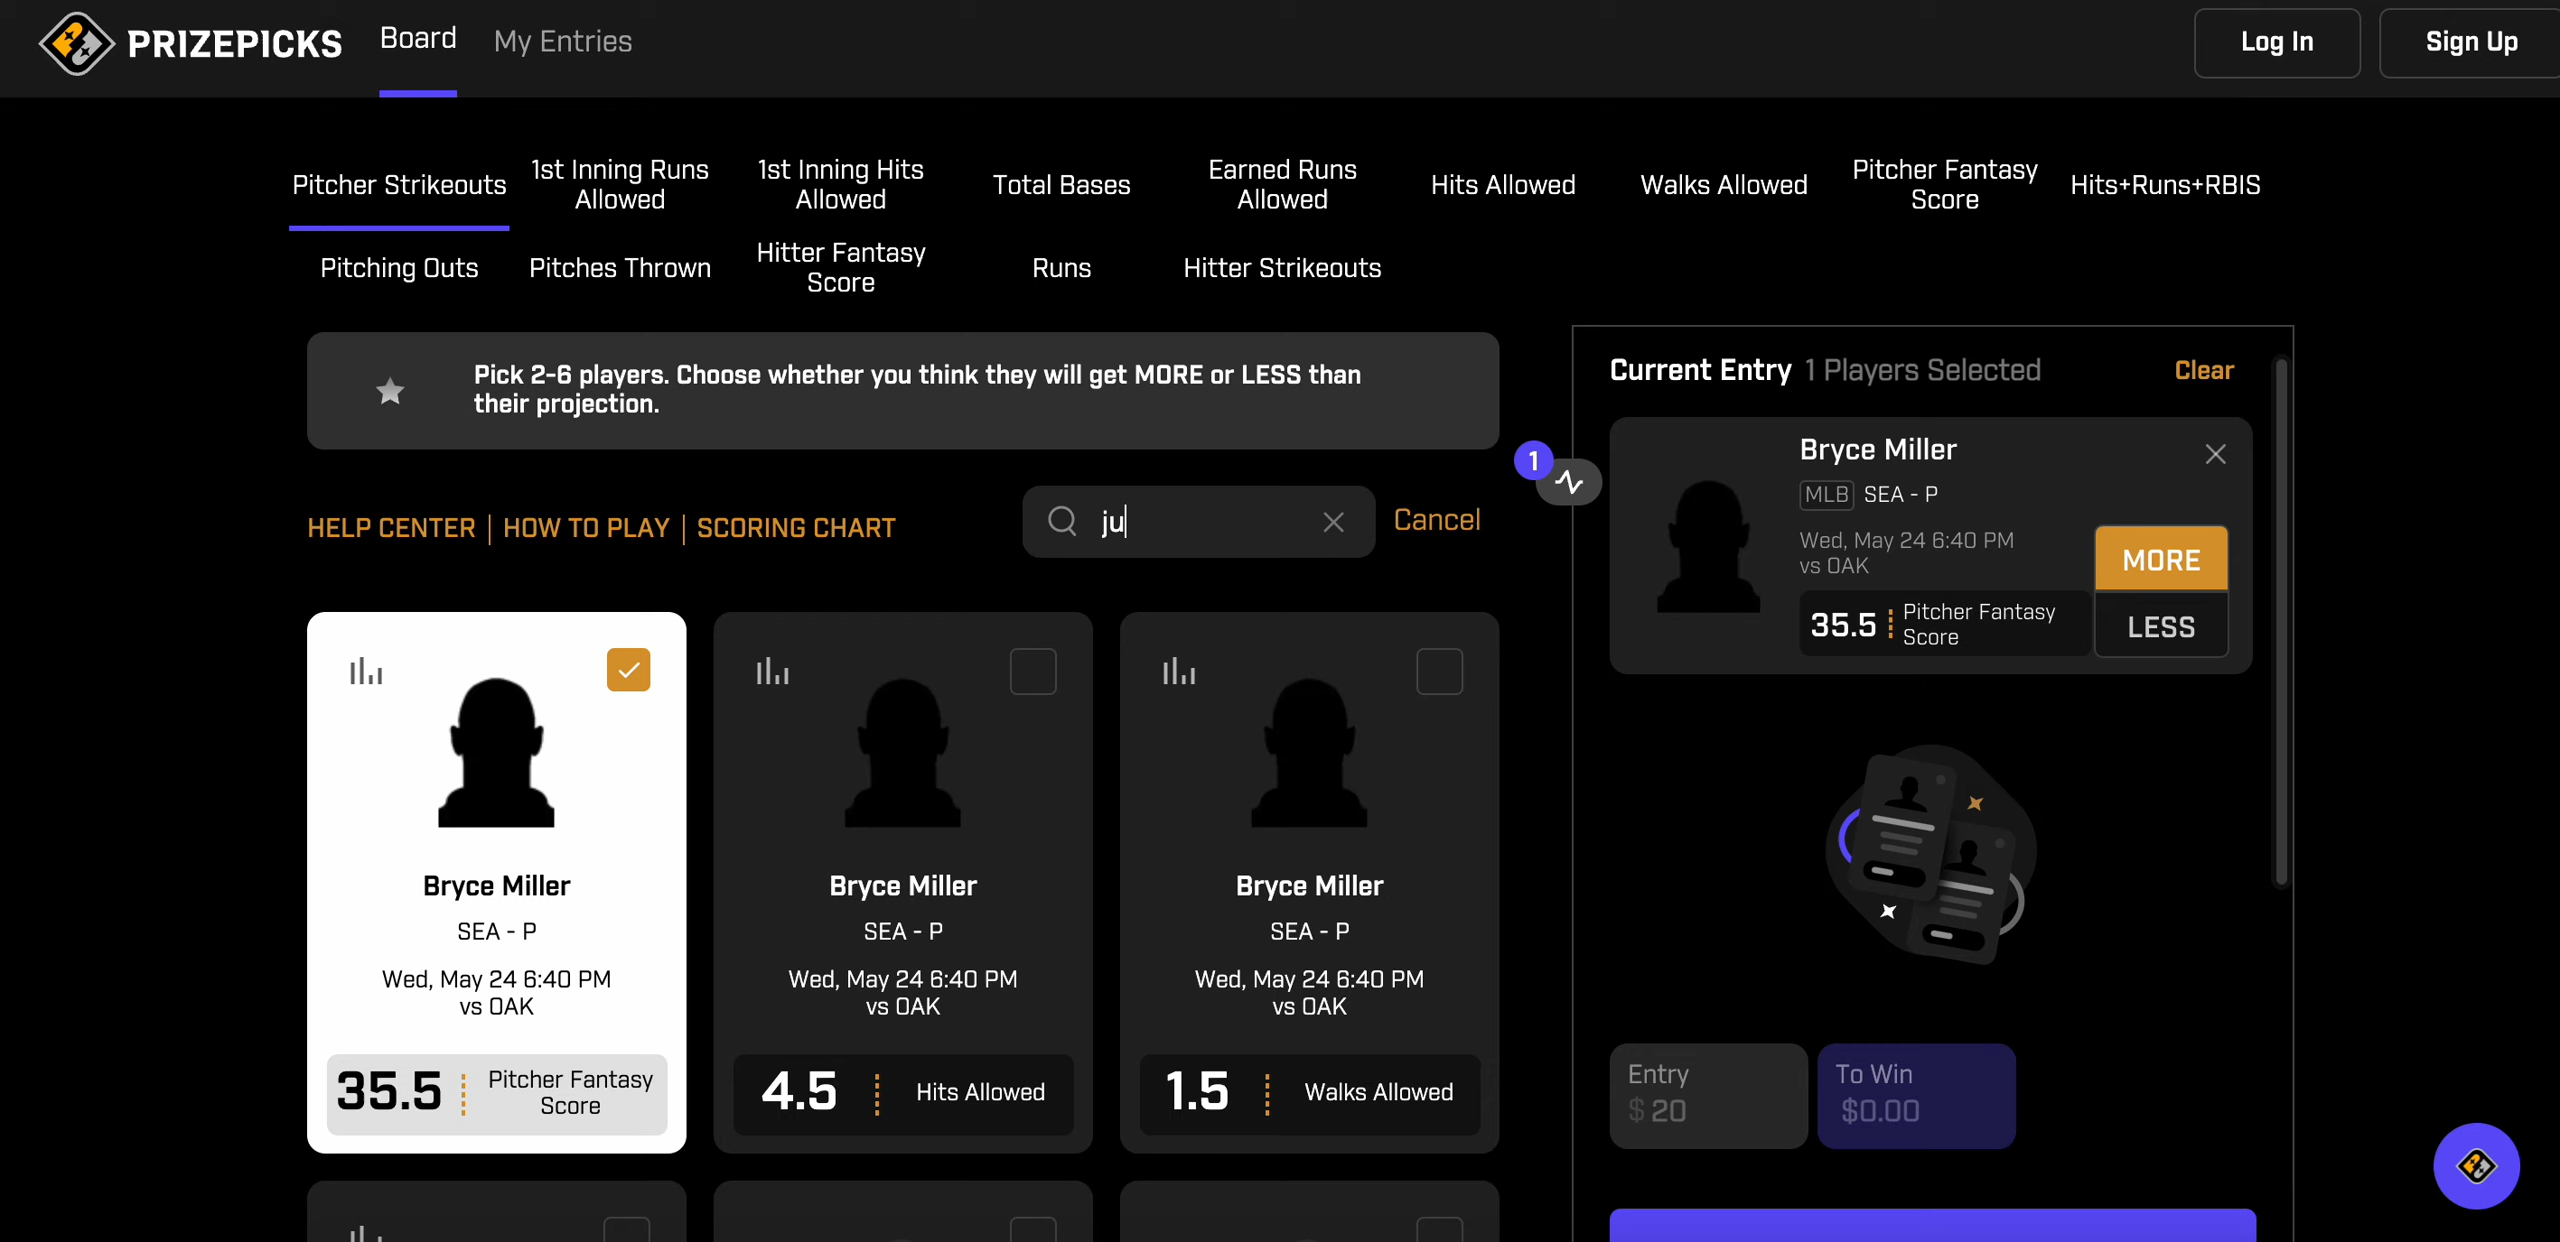 PRIZEPICKS
Board
My Entries
Log In
Sign Up
Pitcher Strikeouts
1st Inning Runs
Allowed
1st Inning Hits
Allowed
Total Bases
Earned Runs
Allowed
Hits Allowed
Walks Allowed
Pitcher Fantasy
Score
Hits+Runs+RBIS
Pitching Outs
Pitches Thrown
Hitter Fantasy
Score
Runs
Hitter Strikeouts
Pick 2-6 players. Choose whether you think they will get MORE or LESS than
their projection.
HELP CENTER | HOW TO PLAY | SCORING CHART
ju
Cancel
Bryce Miller
SEA - P
Wed, May 24 6:40 PM
vs OAK
35.5
Pitcher Fantasy
Score
Bryce Miller
SEA - P
Wed, May 24 6:40 PM
vs OAK
4.5
Hits Allowed
Bryce Miller
SEA - P
Wed, May 24 6:40 PM
vs OAK
1.5
Walks Allowed
1
Current Entry 1 Players Selected
Clear
Bryce Miller
MLB SEA - P
Wed, May 24 6:40 PM
vs OAK
35.5
Pitcher Fantasy
Score
MORE
LESS
Entry
$ 20
To Win
$0.00